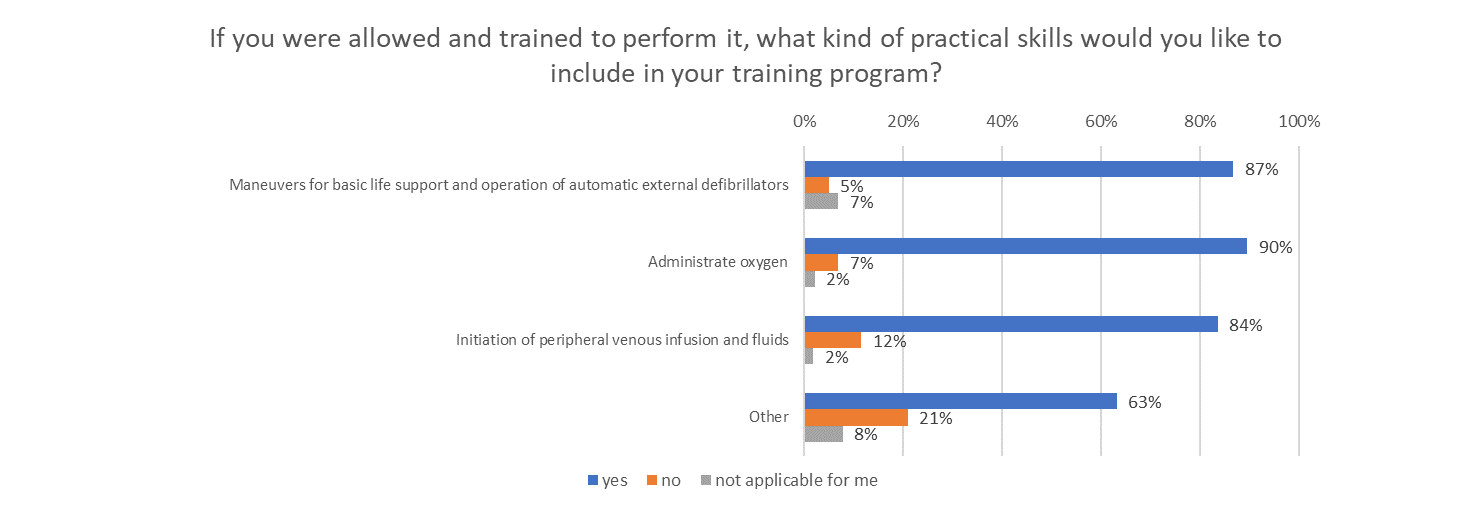 If you were allowed and trained to perform it, what kind of practical skills would you like to
include in your training program?
0% 20% 40% 60% 80% 100%
Maneuvers for basic life support and operation of automatic external defibrillators
87%
5%
7%
Administrate oxygen
90%
7%
2%
Initiation of peripheral venous infusion and fluids
84%
12%
2%
Other
63%
21%
8%
yes no not applicable for me